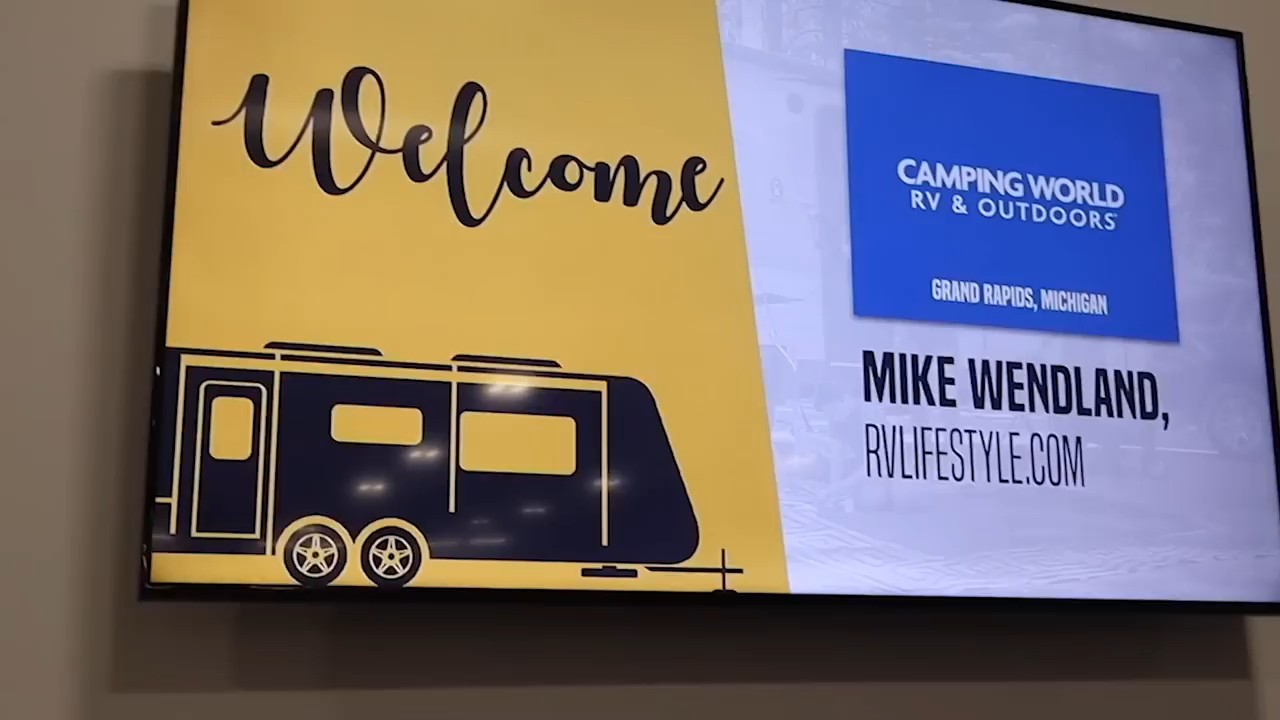 Welcome
CAMPING WORLD
RV & OUTDOORS
GRAND RAPIDS, MICHIGAN
MIKE WENDLAND,
RVLIFESTYLE.COM